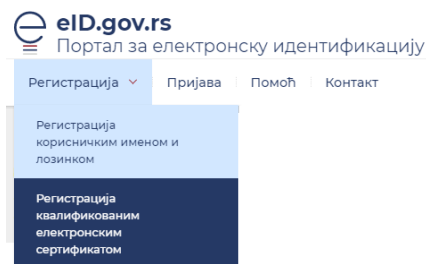 eID.gov.rs
Портал за електронску идентификацију
Регистрација Пријава Помоћ Контакт
Регистрација
корисничким именом и
лозинком
Регистрација
квалификованим
електронским
сертификатом